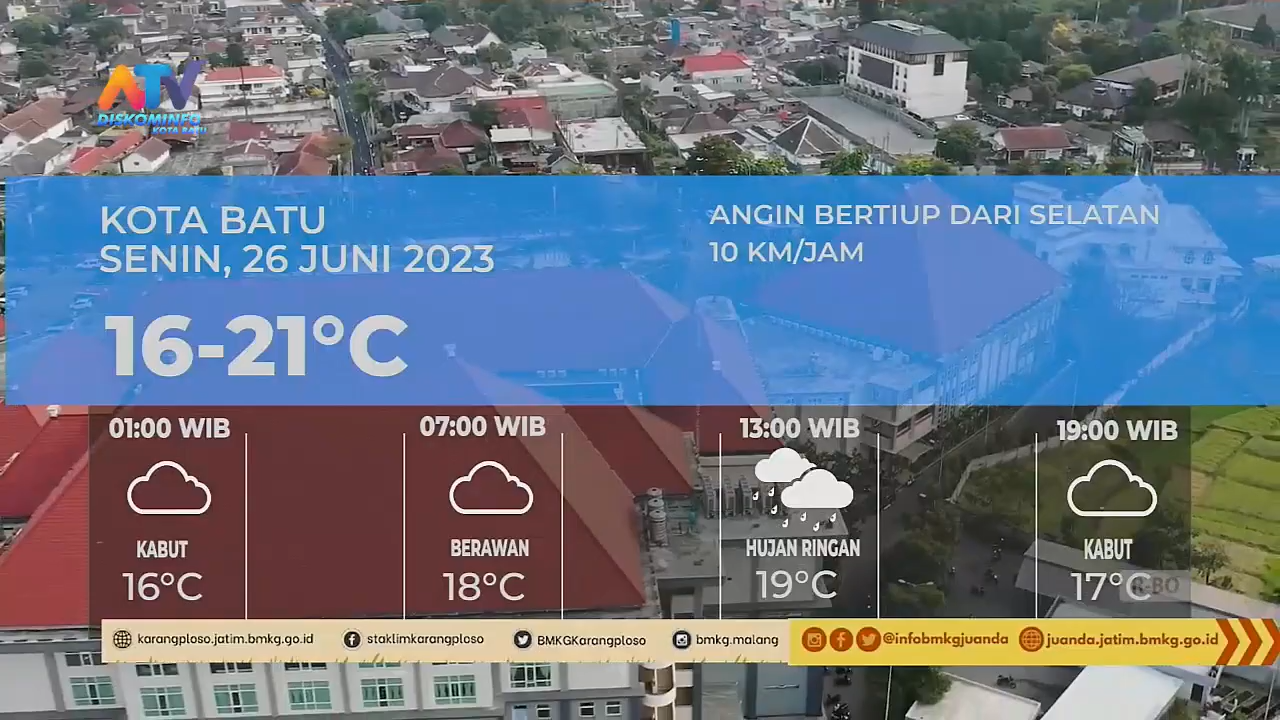 ATV
DISKOMINFO
KOTA BATU
KOTA BATU
SENIN, 26 JUNI 2023
16-21°C
ANGIN BERTIUP DARI SELATAN
10 KM/JAM
01:00 WIB
KABUT
16°C
07:00 WIB
BERAWAN
18°C
13:00 WIB
HUJAN RINGAN
19°C
19:00 WIB
KABUT
17°C
karangploso.jatim.bmkg.go.id
staklimkarangploso
BMKGKarangploso
bmkg.malang
@infobmkgjuanda
juanda.jatim.bmkg.go.id